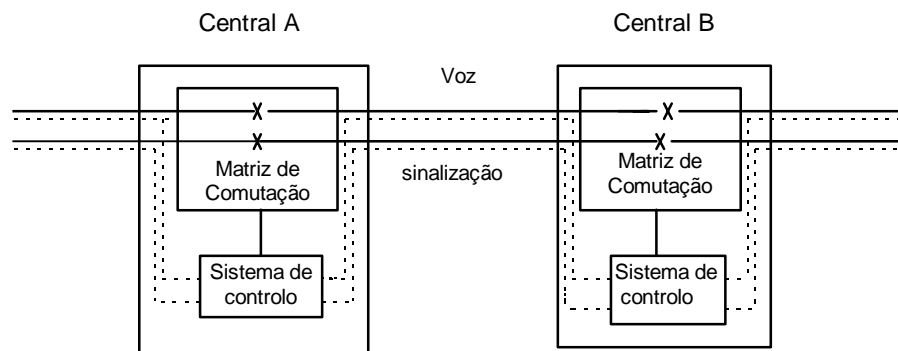 Central A
Central B
Voz
Matriz de
Comutação
sinalização
Matriz de
Comutação
Sistema de
controlo
Sistema de
controlo